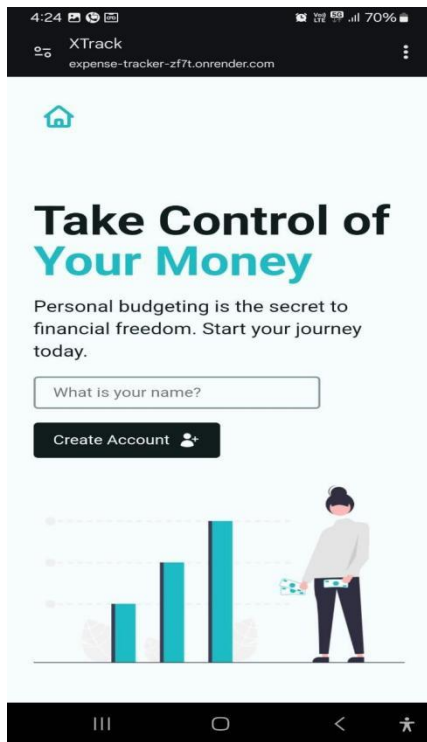 4:24 70%
XTrack
expense-tracker-zf7t.onrender.com
Take Control of
Your Money
Personal budgeting is the secret to
financial freedom. Start your journey
today.
What is your name?
Create Account